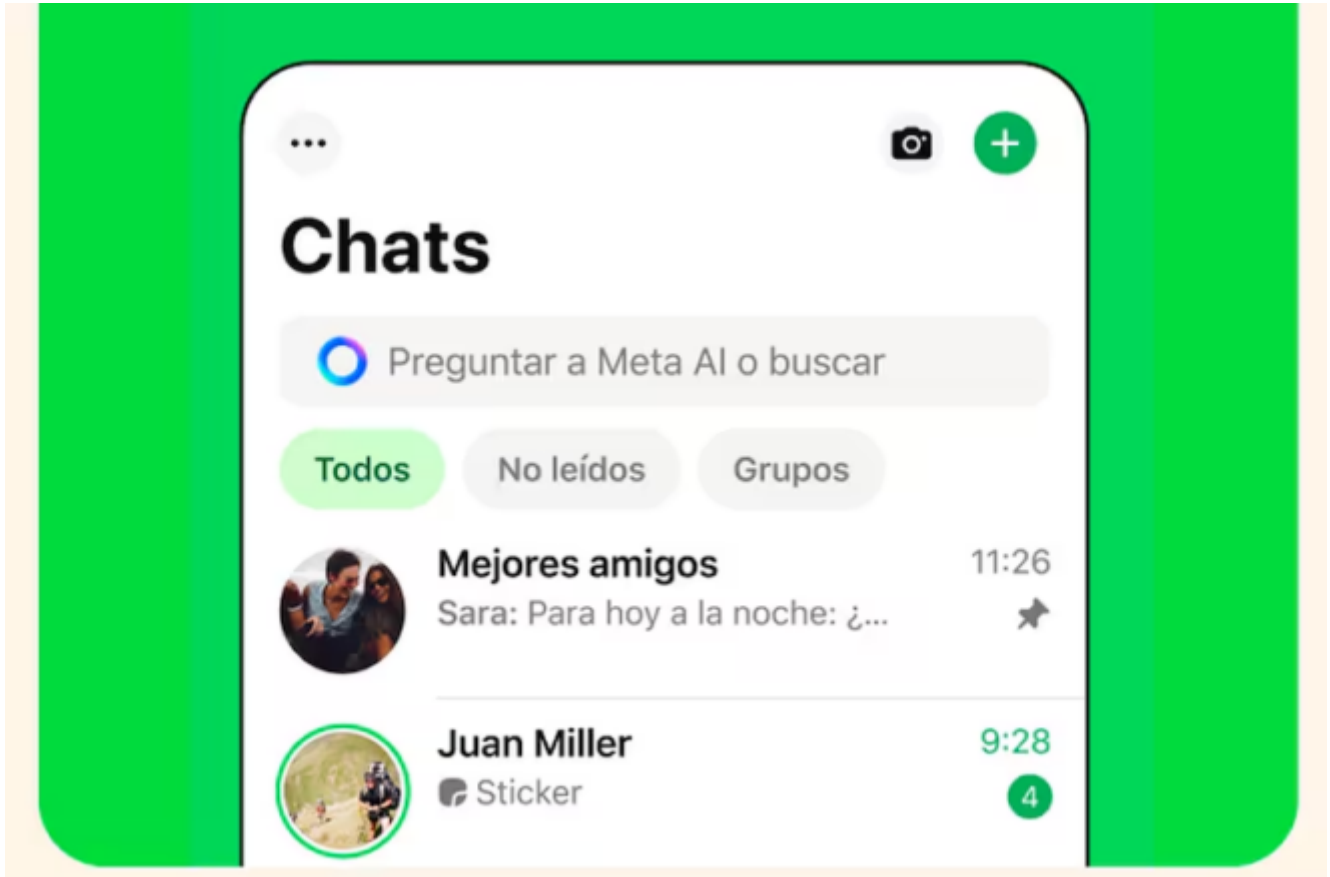 Chats
Preguntar a Meta AI o buscar
Todos No leídos Grupos
Mejores amigos 11:26
Sara: Para hoy a la noche: ¿...
Juan Miller 9:28
Sticker 4